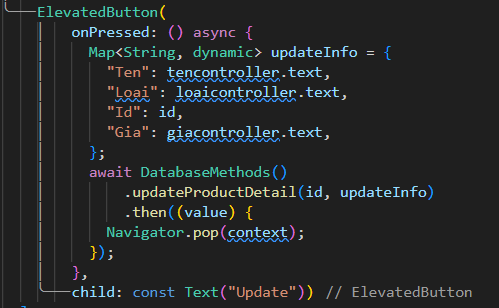 ElevatedButton(
onPressed: () async {
Map<String, dynamic> updateInfo = {
"Ten": tencontroller.text,
"Loai": loaicontroller.text,
"Id": id,
"Gia": giacontroller.text,
};
await DatabaseMethods()
.updateProductDetail(id, updateInfo)
.then((value) {
Navigator.pop(context);
});
},
child: const Text("Update")) // ElevatedButton